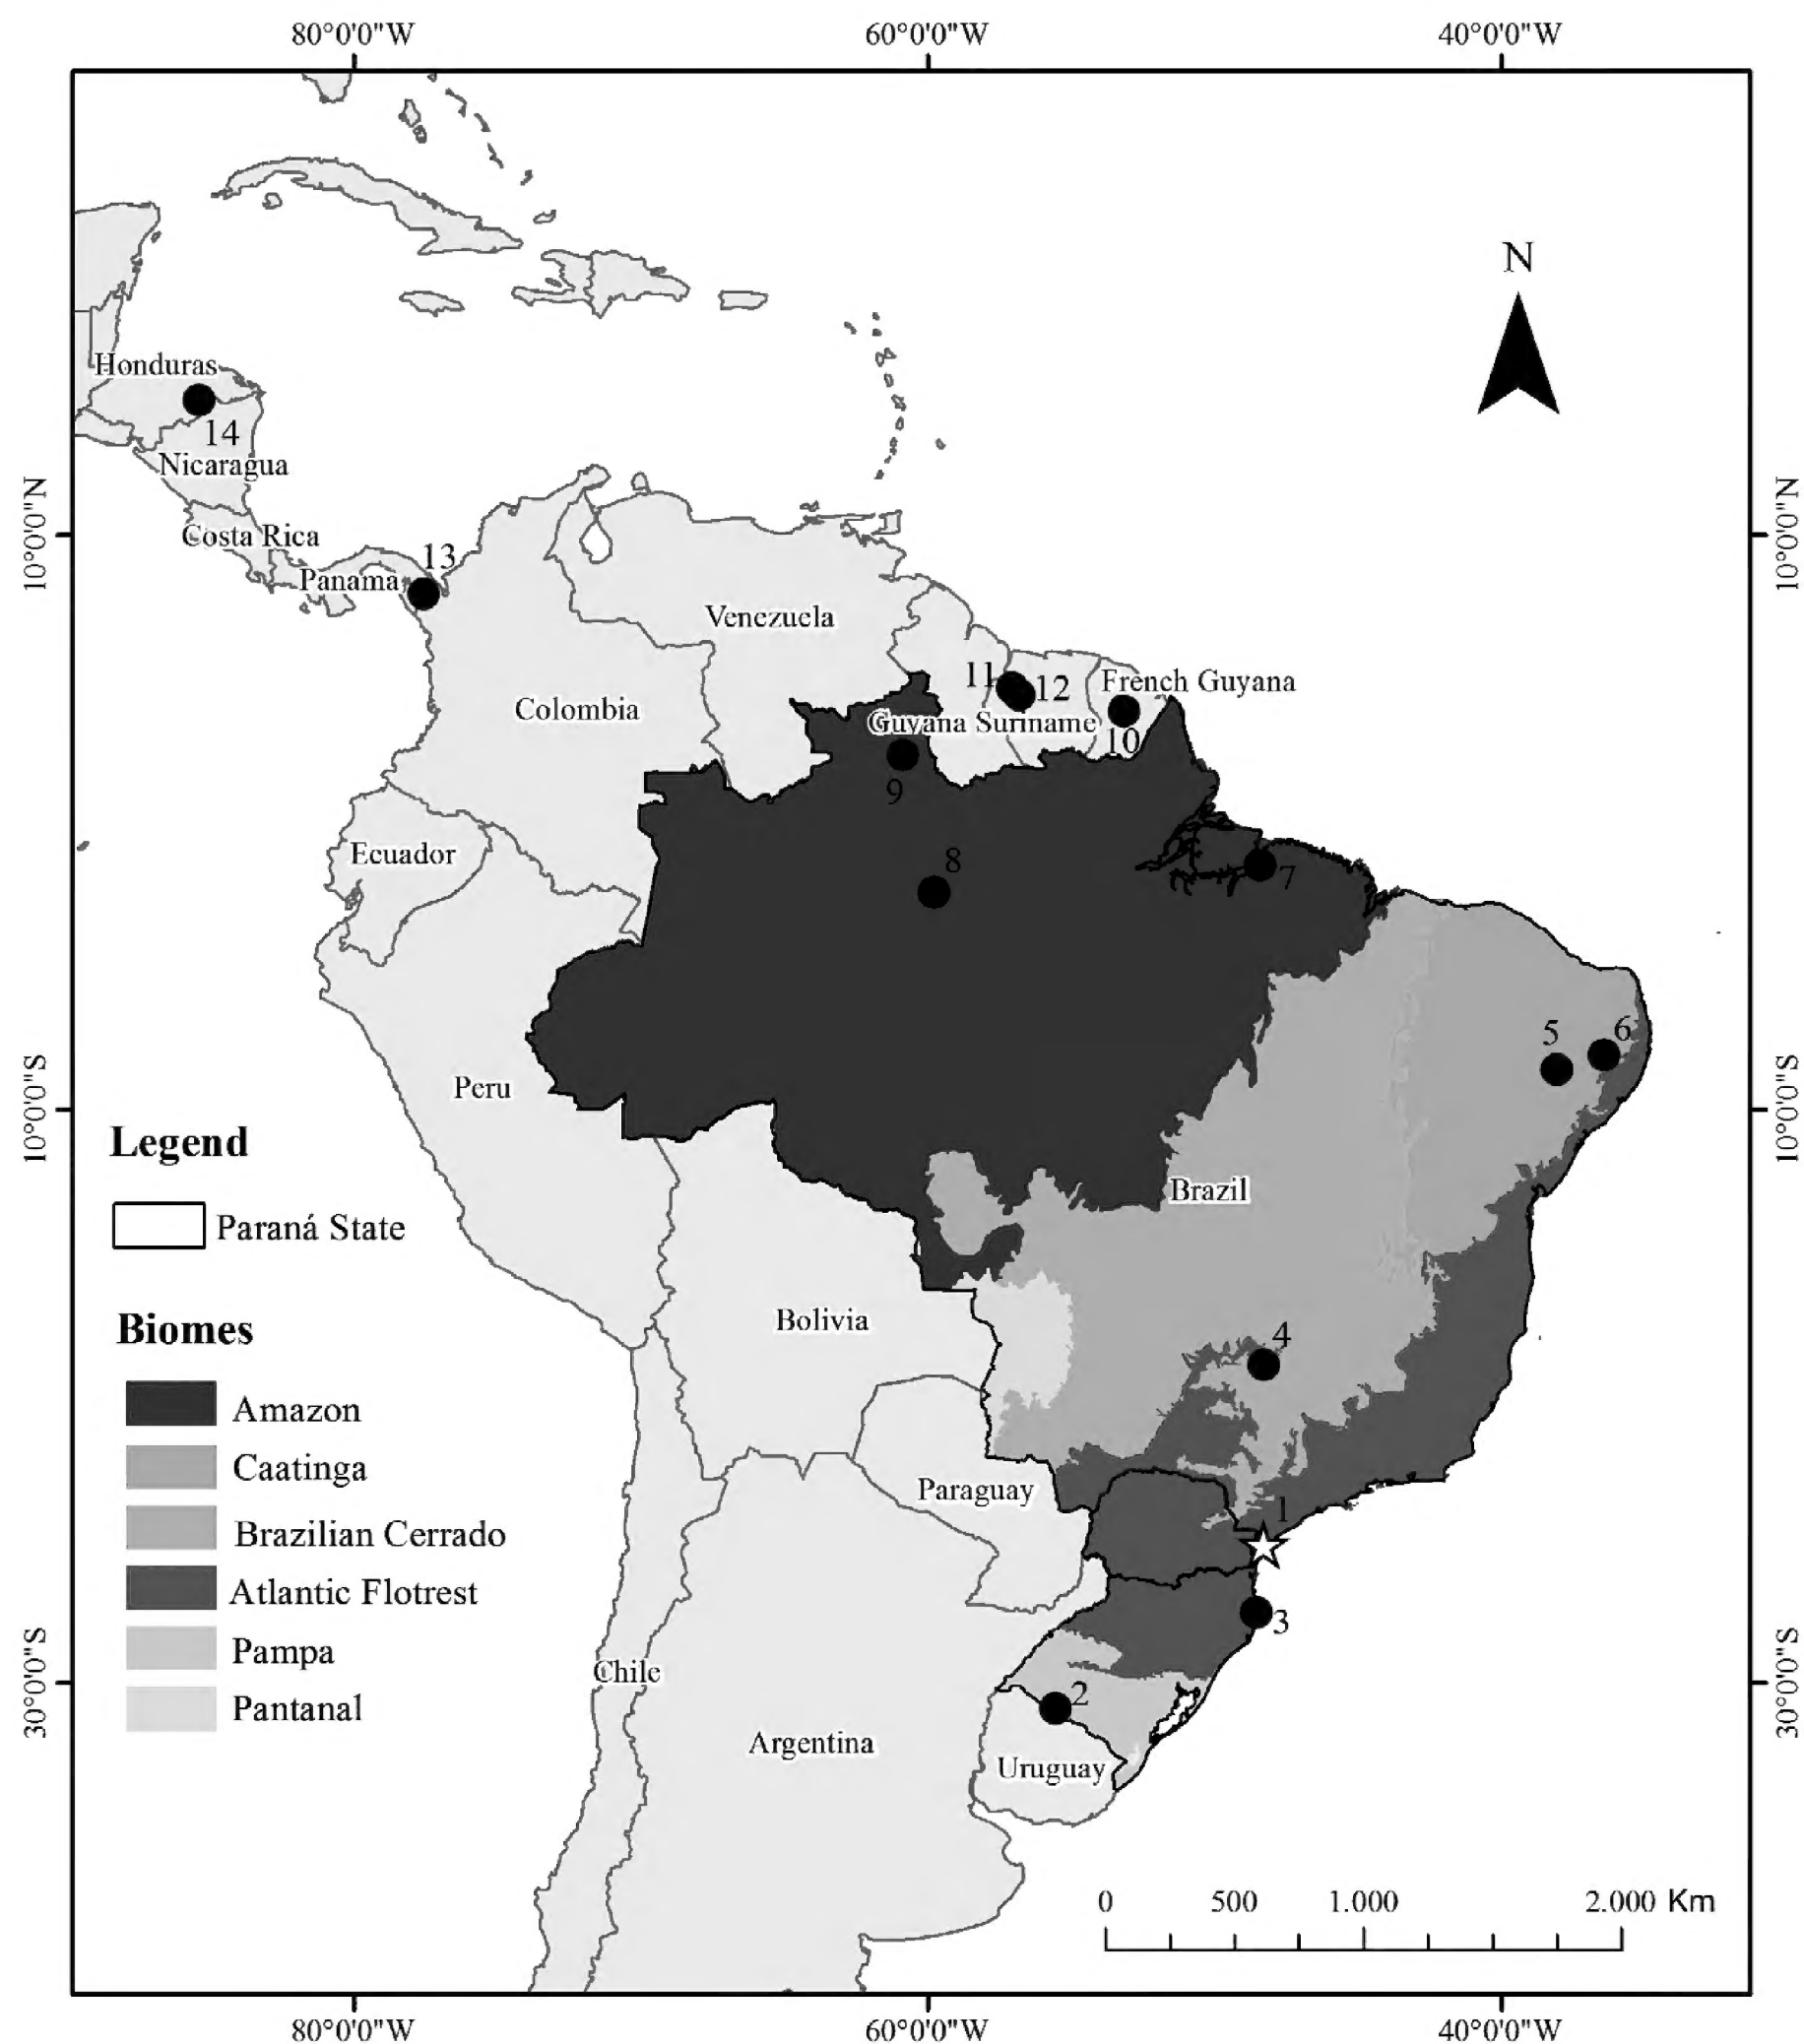 80°0'0"W 60°0'0"W 40°0'0"W
N
Honduras
14
Nicaragua
10°0'0"N
10°0'0"N
Costa Rica
13
Panama
Venezuela
11
12
French Guyana
Colombia
Guyana Suriname
10
9
Ecuador
8
7
5
6
Peru
10°0'0"S
10°0'0"S
Legend
Brazil
Paraná State
Bolivia
Biomes
4
Amazon
Caatinga
Paraguay
1
Brazilian Cerrado
Atlantic Flotrest
3
Pampa
Chile
30°0'0"S
30°0'0"S
2
Pantanal
Argentina
Uruguay
0 500 1.000 2.000 Km
80°0'0"W 60°0'0"W 40°0'0"W